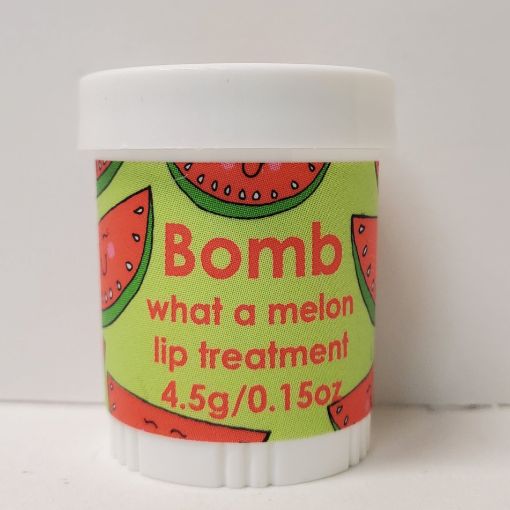 Bomb
what a melon
lip treatment
4.5g/0.15oz